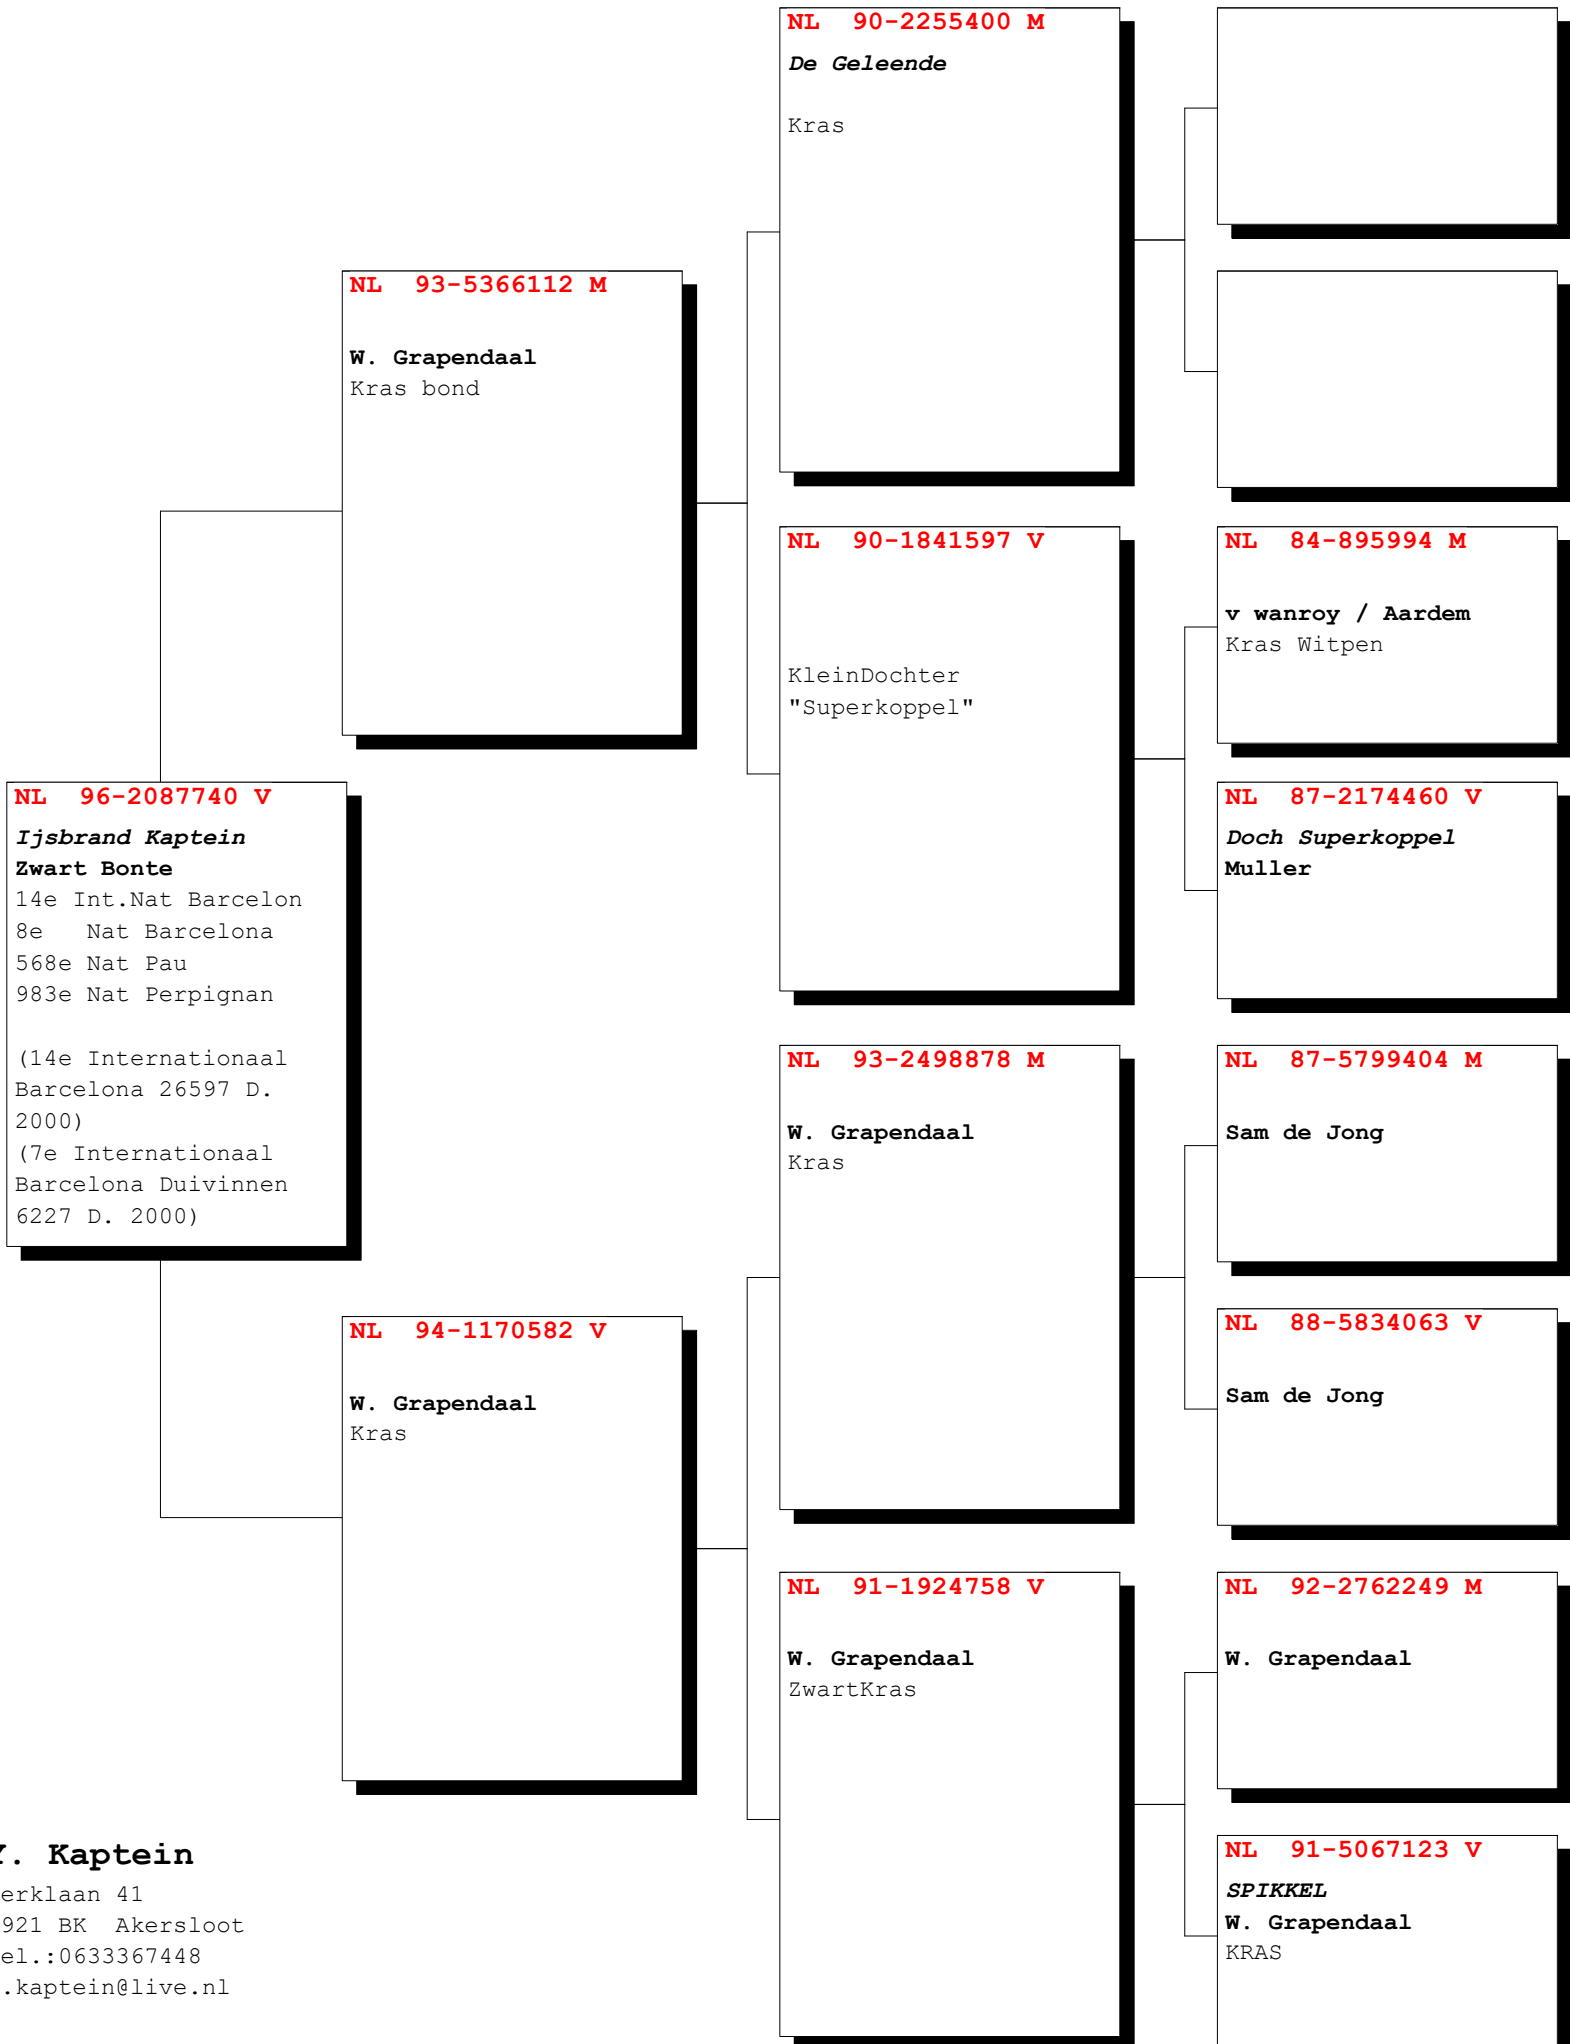 NL 96-2087740 V
Ijsbrand Kaptein
Zwart Bonte
14e Int.Nat Barcelon
8e Nat Barcelona
568e Nat Pau
983e Nat Perpignan
(14e Internationaal
Barcelona 26597 D.
2000)
(7e Internationaal
Barcelona Duivinnen
6227 D. 2000)
NL 93-5366112 M
W. Grapendaal
Kras bond
NL 94-1170582 V
W. Grapendaal
Kras
NL 90-2255400 M
De Geleende
Kras
NL 90-1841597 V
KleinDochter
"Superkoppel"
NL 93-2498878 M
W. Grapendaal
Kras
NL 91-1924758 V
W. Grapendaal
ZwartKras
NL 84-895994 M
v wanroy / Aardem
Kras Witpen
NL 87-2174460 V
Doch Superkoppel
Muller
NL 87-5799404 M
Sam de Jong
NL 88-5834063 V
Sam de Jong
NL 92-2762249 M
W. Grapendaal
NL 91-5067123 V
SPIKKEL
W. Grapendaal
KRAS
Y. Kaptein
erklaan 41
921 BK Akersloot
el.:0633367448
.kaptein@live.nl